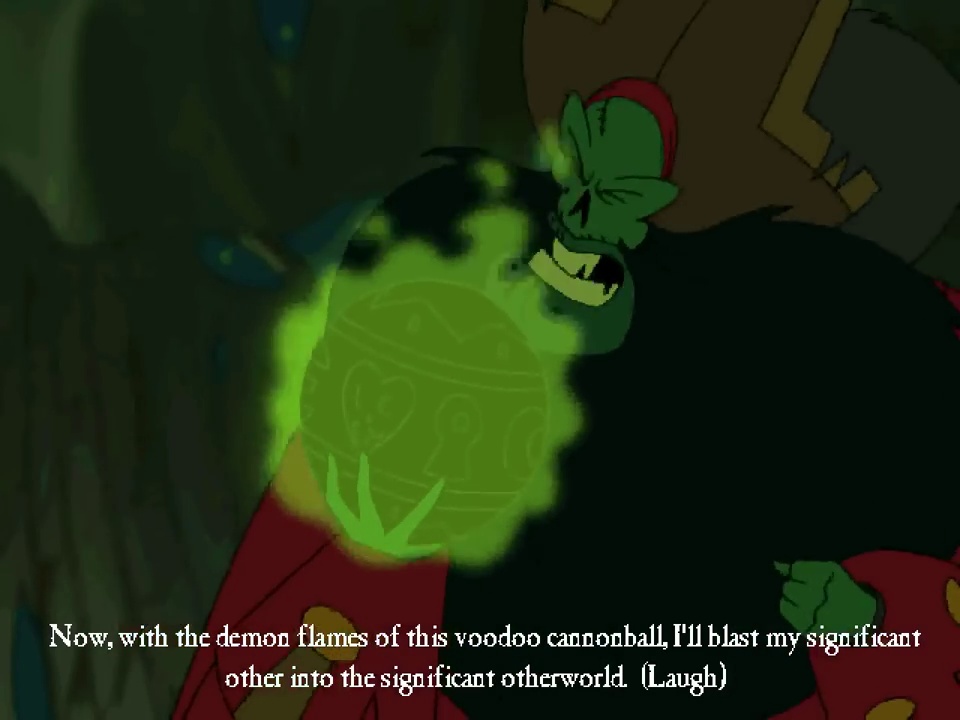 Now, with the demon flames of this voodoo cannonball, I'll blast my significant
other into the significant otherworld. (Laugh)